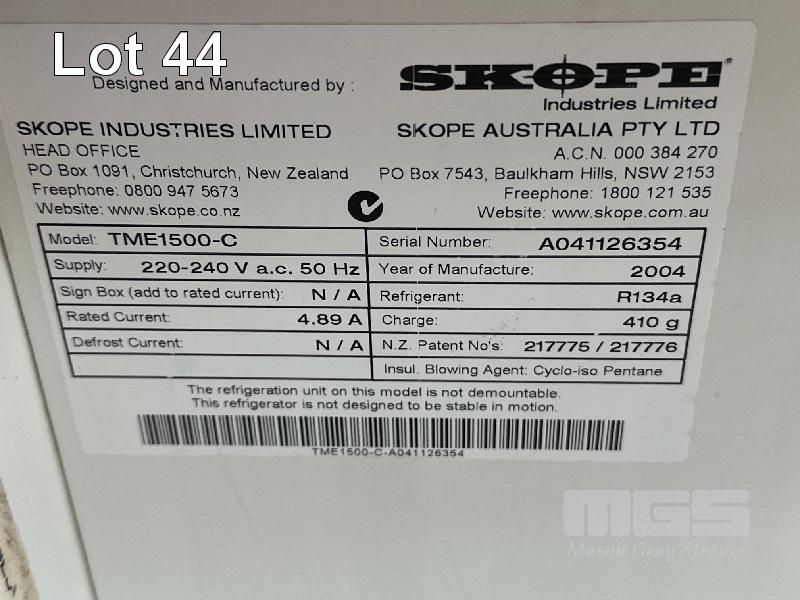 Lot 44
Designed and Manufactured by :
SKOPE®
Industries Limited
SKOPE INDUSTRIES LIMITED
HEAD OFFICE
PO Box 1091, Christchurch, New Zealand
Freephone: 0800 947 5673
Website: www.skope.co.nz
SKOPE AUSTRALIA PTY LTD
A.C.N. 000 384 270
PO Box 7543, Baulkham Hills, NSW 2153
Freephone: 1800 121 535
Website: www.skope.com.au
Model: TME1500-C
Serial Number: A041126354
Supply: 220-240 V a.c. 50 Hz
Year of Manufacture: 2004
Sign Box (add to rated current): N / A
Refrigerant: R134a
Rated Current: 4.89 A
Charge: 410 g
Defrost Current: N / A
N.Z. Patent No's: 217775 / 217776
Insul. Blowing Agent: Cyclo-iso Pentane
The refrigeration unit on this model is not demountable.
This refrigerator is not designed to be stable in motion.
TME1500-C-A041126354
MGS
Mason Gray Strange